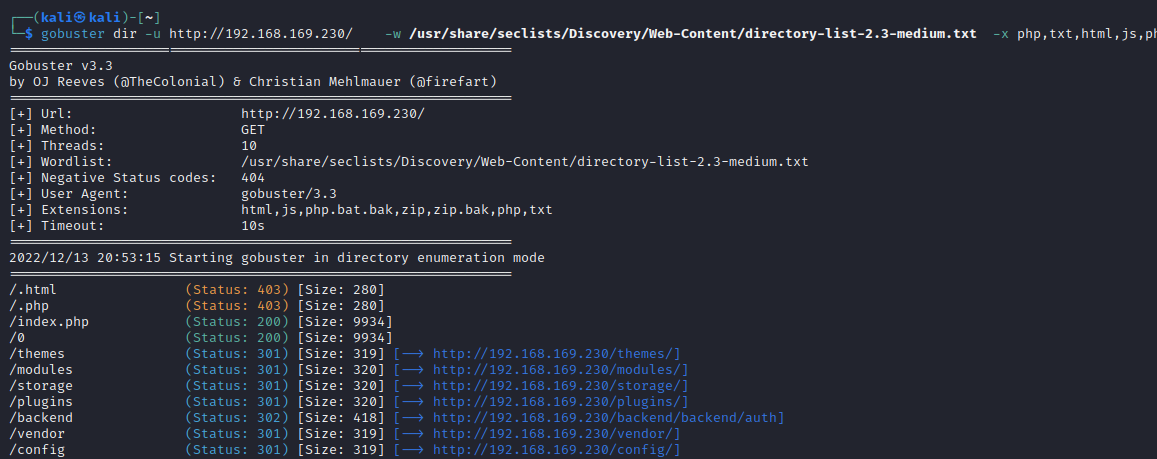 ┌──(kali㉿kali)-[~]
└─$ gobuster dir -u http://192.168.169.230/    -w /usr/share/seclists/Discovery/Web-Content/directory-list-2.3-medium.txt  -x php,txt,html,js,ph
===============================================================
Gobuster v3.3
by OJ Reeves (@TheColonial) & Christian Mehlmauer (@firefart)
===============================================================
[+] Url:                     http://192.168.169.230/
[+] Method:                  GET
[+] Threads:                 10
[+] Wordlist:                /usr/share/seclists/Discovery/Web-Content/directory-list-2.3-medium.txt
[+] Negative Status codes:   404
[+] User Agent:              gobuster/3.3
[+] Extensions:              html,js,php.bat.bak,zip,zip.bak,php,txt
[+] Timeout:                 10s
===============================================================
2022/12/13 20:53:15 Starting gobuster in directory enumeration mode
===============================================================
/.html                (Status: 403) [Size: 280]
/.php                 (Status: 403) [Size: 280]
/index.php            (Status: 200) [Size: 9934]
/0                    (Status: 200) [Size: 9934]
/themes               (Status: 301) [Size: 319] [--> http://192.168.169.230/themes/]
/modules              (Status: 301) [Size: 320] [--> http://192.168.169.230/modules/]
/storage              (Status: 301) [Size: 320] [--> http://192.168.169.230/storage/]
/plugins              (Status: 301) [Size: 320] [--> http://192.168.169.230/plugins/]
/backend              (Status: 302) [Size: 418] [--> http://192.168.169.230/backend/backend/auth]
/vendor               (Status: 301) [Size: 319] [--> http://192.168.169.230/vendor/]
/config               (Status: 301) [Size: 319] [--> http://192.168.169.230/config/]